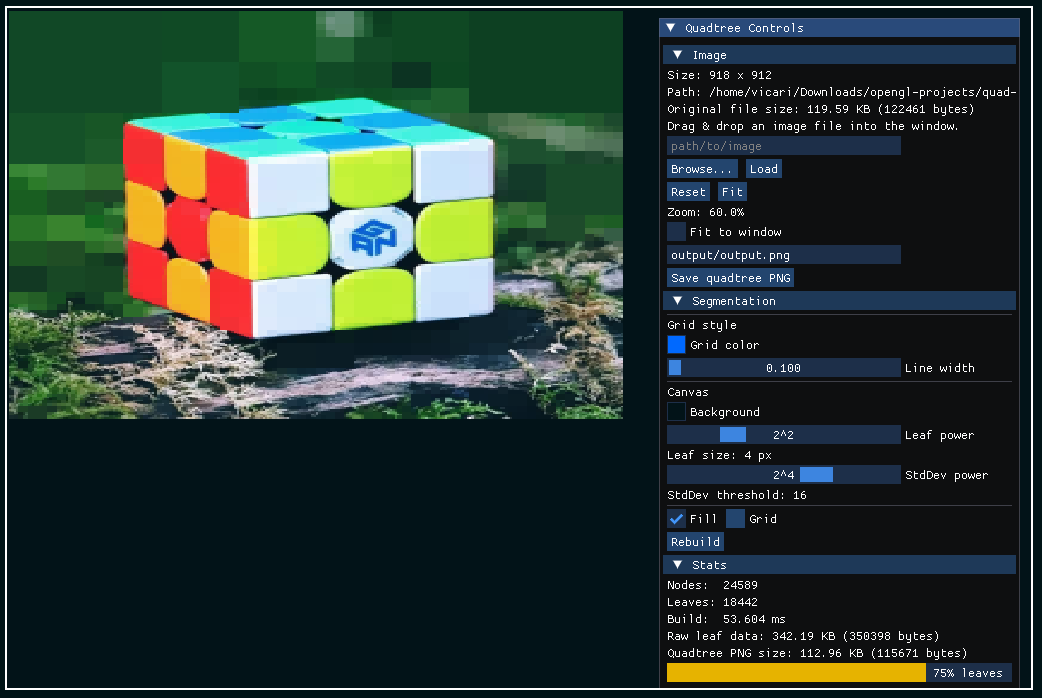 GAN
Quadtree Controls
Image
Size: 918 x 912
Path: /home/vicari/Downloads/opengl-projects/quad-
Original file size: 119.59 KB (122461 bytes)
Drag & drop an image file into the window.
path/to/image
Browse... Load
Reset Fit
Zoom: 60.0%
Fit to window
output/output.png
Save quadtree PNG
Segmentation
Grid style
Grid color
0.100 Line width
Canvas
Background
2^2 Leaf power
Leaf size: 4 px
2^4 StdDev power
StdDev threshold: 16
Fill Grid
Rebuild
Stats
Nodes: 24589
Leaves: 18442
Build: 53.604 ms
Raw leaf data: 342.19 KB (350398 bytes)
Quadtree PNG size: 112.96 KB (115671 bytes)
75% leaves